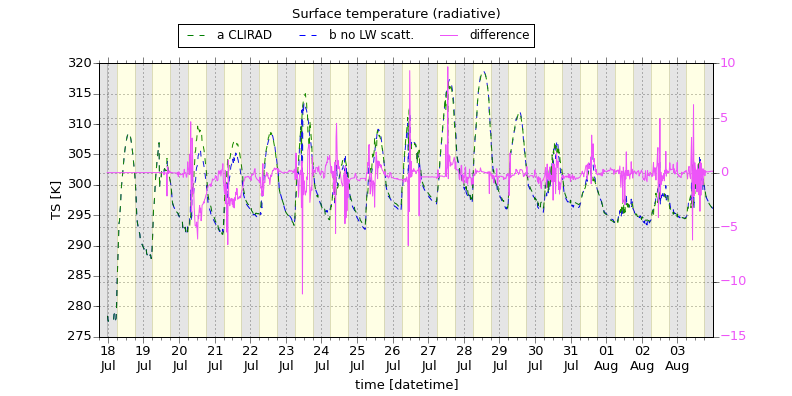 Surface temperature (radiative)
a CLIRAD b no LW scatt. difference
320 10
315
310 5
305
300 0
295
290 −5
285
280 −10
275 −15
TS [K]
18 19 20 21 22 23 24 25 26 27 28 29 30 31 01 02 03
Jul Jul Jul Jul Jul Jul Jul Jul Jul Jul Jul Jul Jul Jul Aug Aug Aug
time [datetime]